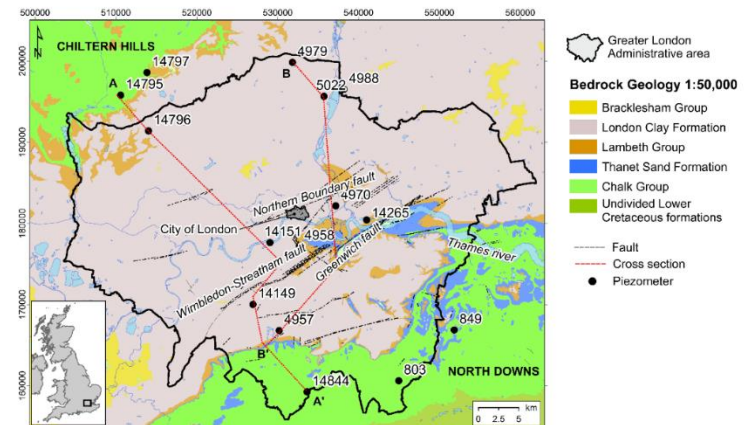 500000 510000 520000 530000 540000 550000 560000
200000
190000
180000
170000
160000
N
CHILTERN HILLS
14797
A
14795
14796
4979
B
5022
4988
Northern Boundary fault
4970
14265
City of London
14151
4958
Greenwich fault
Thames river
Wimbledon-Streatham fault
14149
4957
849
B'
803
NORTH DOWNS
14844
A'
0 5
km
Greater London
Administrative area
Bedrock Geology 1:50,000
Bracklesham Group
London Clay Formation
Lambeth Group
Thanet Sand Formation
Chalk Group
Undivided Lower
Cretaceous formations
Fault
Cross section
Piezometer